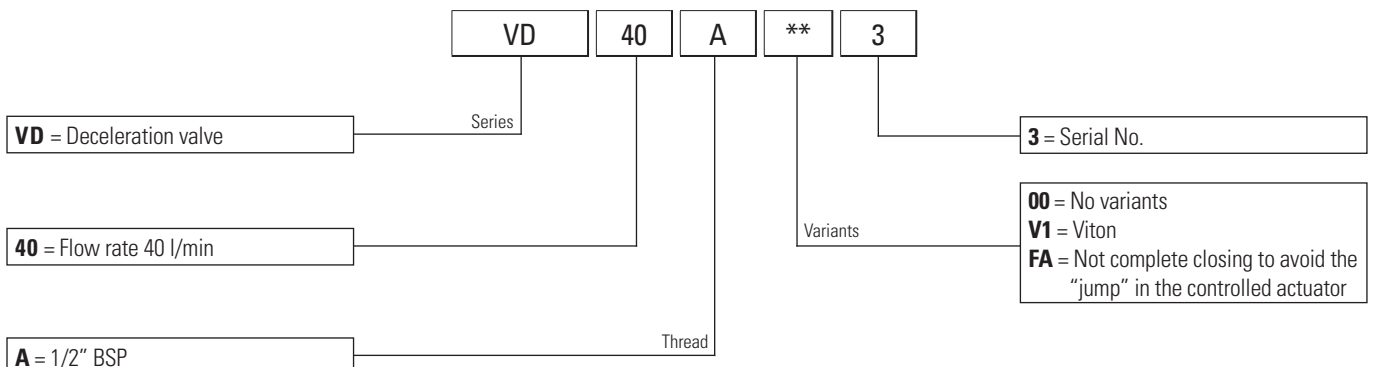 VD 40 A ** 3
Series
VD = Deceleration valve
3 = Serial No.
00 = No variants
V1 = Viton
FA = Not complete closing to avoid the
“jump” in the controlled actuator
Variants
40 = Flow rate 40 l/min
Thread
A = 1/2” BSP